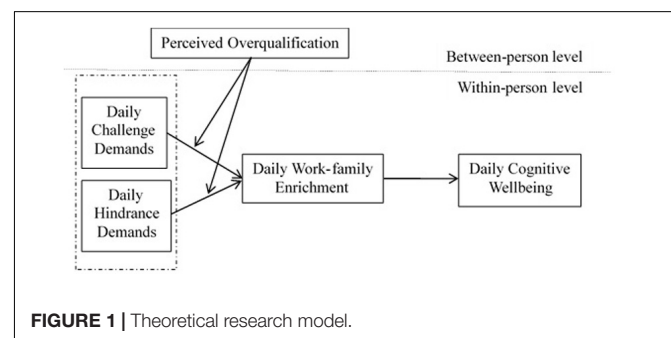 Perceived Overqualification
Between-person level
Within-person level
Daily
Challenge
Demands
Daily
Hindrance
Demands
Daily Work-family
Enrichment
Daily Cognitive
Wellbeing
FIGURE 1 | Theoretical research model.